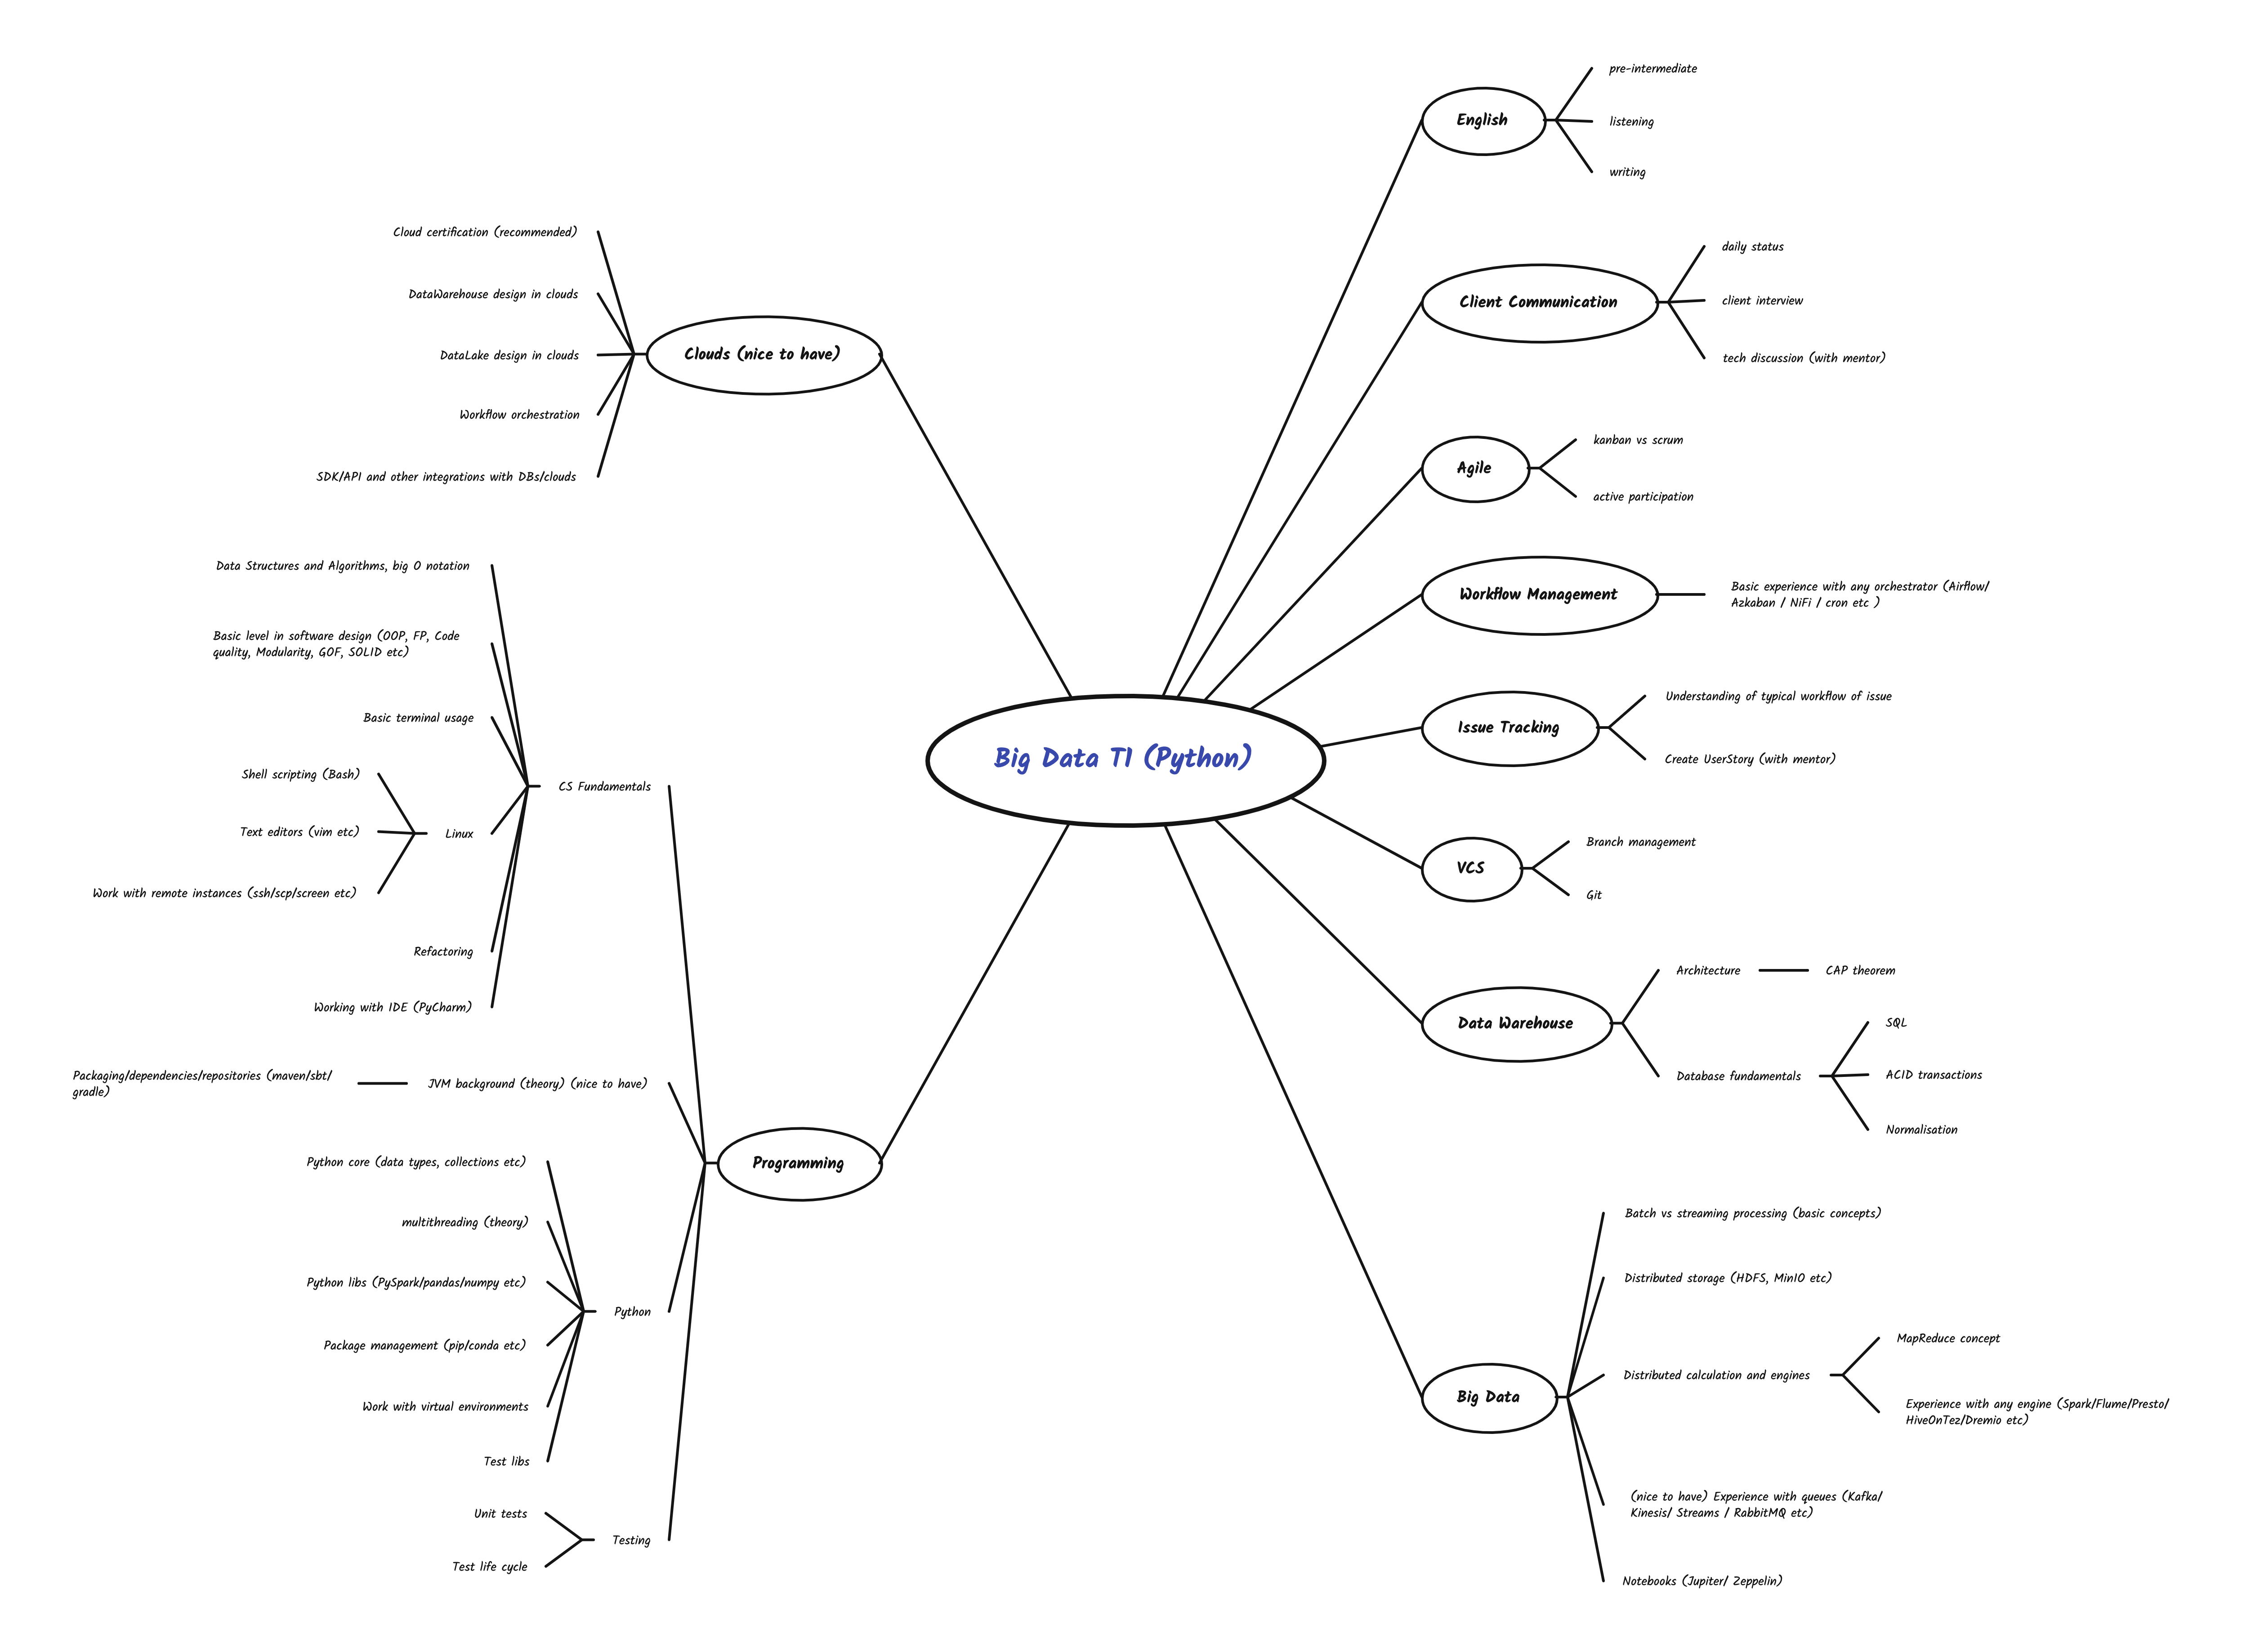 Big Data T1 (Python)
English
pre-intermediate
listening
writing
Client Communication
daily status
client interview
tech discussion (with mentor)
Agile
kanban vs scrum
active participation
Workflow Management
Basic experience with any orchestrator (Airflow/
Azkaban / NiFi / cron etc )
Issue Tracking
Understanding of typical workflow of issue
Create UserStory (with mentor)
VCS
Branch management
Git
Data Warehouse
Architecture
CAP theorem
Database fundamentals
SQL
ACID transactions
Normalisation
Big Data
Batch vs streaming processing (basic concepts)
Distributed storage (HDFS, MinIO etc)
Distributed calculation and engines
MapReduce concept
Experience with any engine (Spark/Flume/Presto/
HiveOnTez/Dremio etc)
(nice to have) Experience with queues (Kafka/
Kinesis/ Streams / RabbitMQ etc)
Notebooks (Jupiter/ Zeppelin)
Clouds (nice to have)
Cloud certification (recommended)
DataWarehouse design in clouds
DataLake design in clouds
Workflow orchestration
SDK/API and other integrations with DBs/clouds
Programming
CS Fundamentals
Data Structures and Algorithms, big O notation
Basic level in software design (OOP, FP, Code
quality, Modularity, GOF, SOLID etc)
Basic terminal usage
Linux
Shell scripting (Bash)
Text editors (vim etc)
Work with remote instances (ssh/scp/screen etc)
Refactoring
Working with IDE (PyCharm)
JVM background (theory) (nice to have)
Packaging/dependencies/repositories (maven/sbt/
gradle)
Python
Python core (data types, collections etc)
multithreading (theory)
Python libs (PySpark/pandas/numpy etc)
Package management (pip/conda etc)
Work with virtual environments
Test libs
Testing
Unit tests
Test life cycle